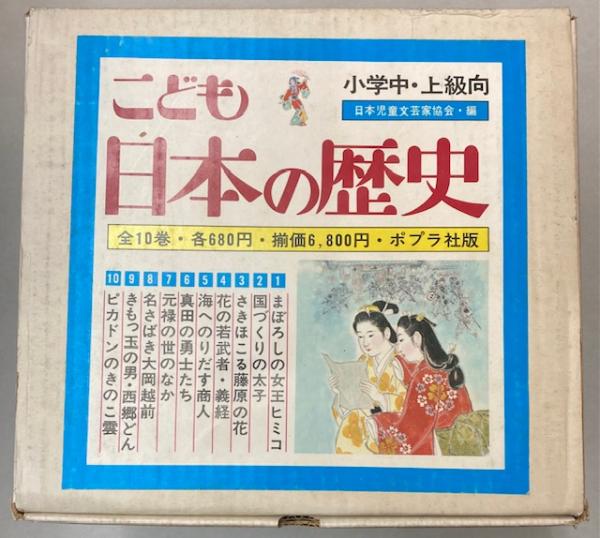 こども
小学中・上級向
日本児童文芸家協会・編
日本の歴史
全10巻・各680円・揃価6,800円・ポプラ社版
1 まぼろしの女王ヒミコ
2 国づくりの太子
3 さきほこる藤原の花
4 花の若武者・義経
5 海へのりだす商人
6 真田の勇士たち
7 元禄の世のなか
8 名さばき大岡越前
9 きもっ玉の男・西郷どん
10 ピカドンのきのこ雲